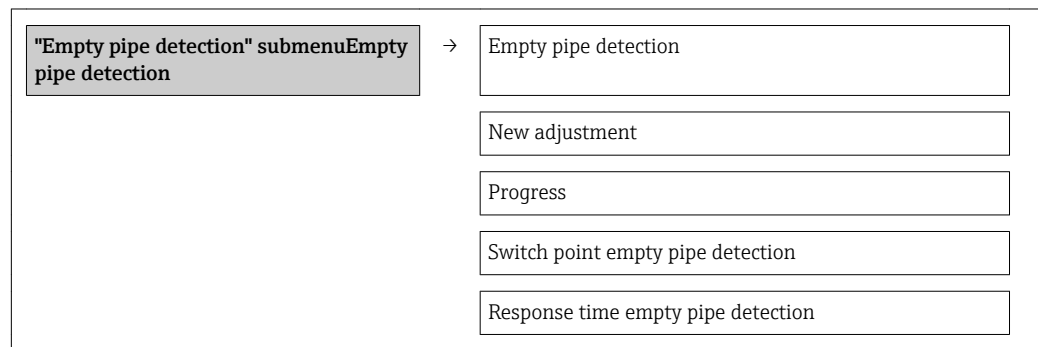 "Empty pipe detection" submenuEmpty
pipe detection
→
Empty pipe detection
New adjustment
Progress
Switch point empty pipe detection
Response time empty pipe detection